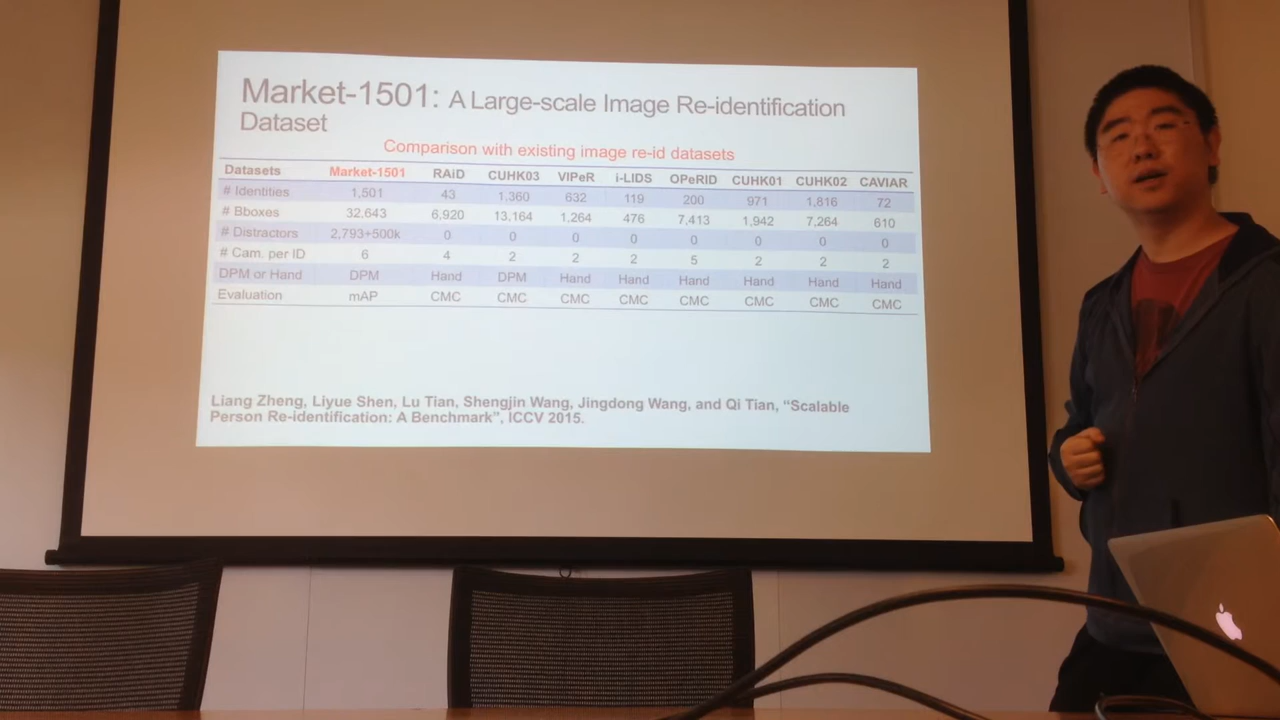 Market-1501: A Large-scale Image Re-identification
Dataset
Comparison with existing image re-id datasets
Datasets Market-1501 RAiD CUHK03 VIPeR i-LIDS OPeRID CUHK01 CUHK02 CAVIAR
# Identities 1,501 43 1,360 632 119 200 971 1,816 72
# Bboxes 32,643 6,920 13,164 1,264 476 7,413 1,942 7,264 610
# Distractors 2,793+500k 0 0 0 0 0 0 0 0
# Cam. per ID 6 4 2 2 2 5 2 2 2
DPM or Hand DPM Hand DPM Hand Hand Hand Hand Hand Hand
Evaluation mAP CMC CMC CMC CMC CMC CMC CMC CMC
Liang Zheng, Liyue Shen, Lu Tian, Shengjin Wang, Jingdong Wang, and Qi Tian, “Scalable
Person Re-identification: A Benchmark”, ICCV 2015.